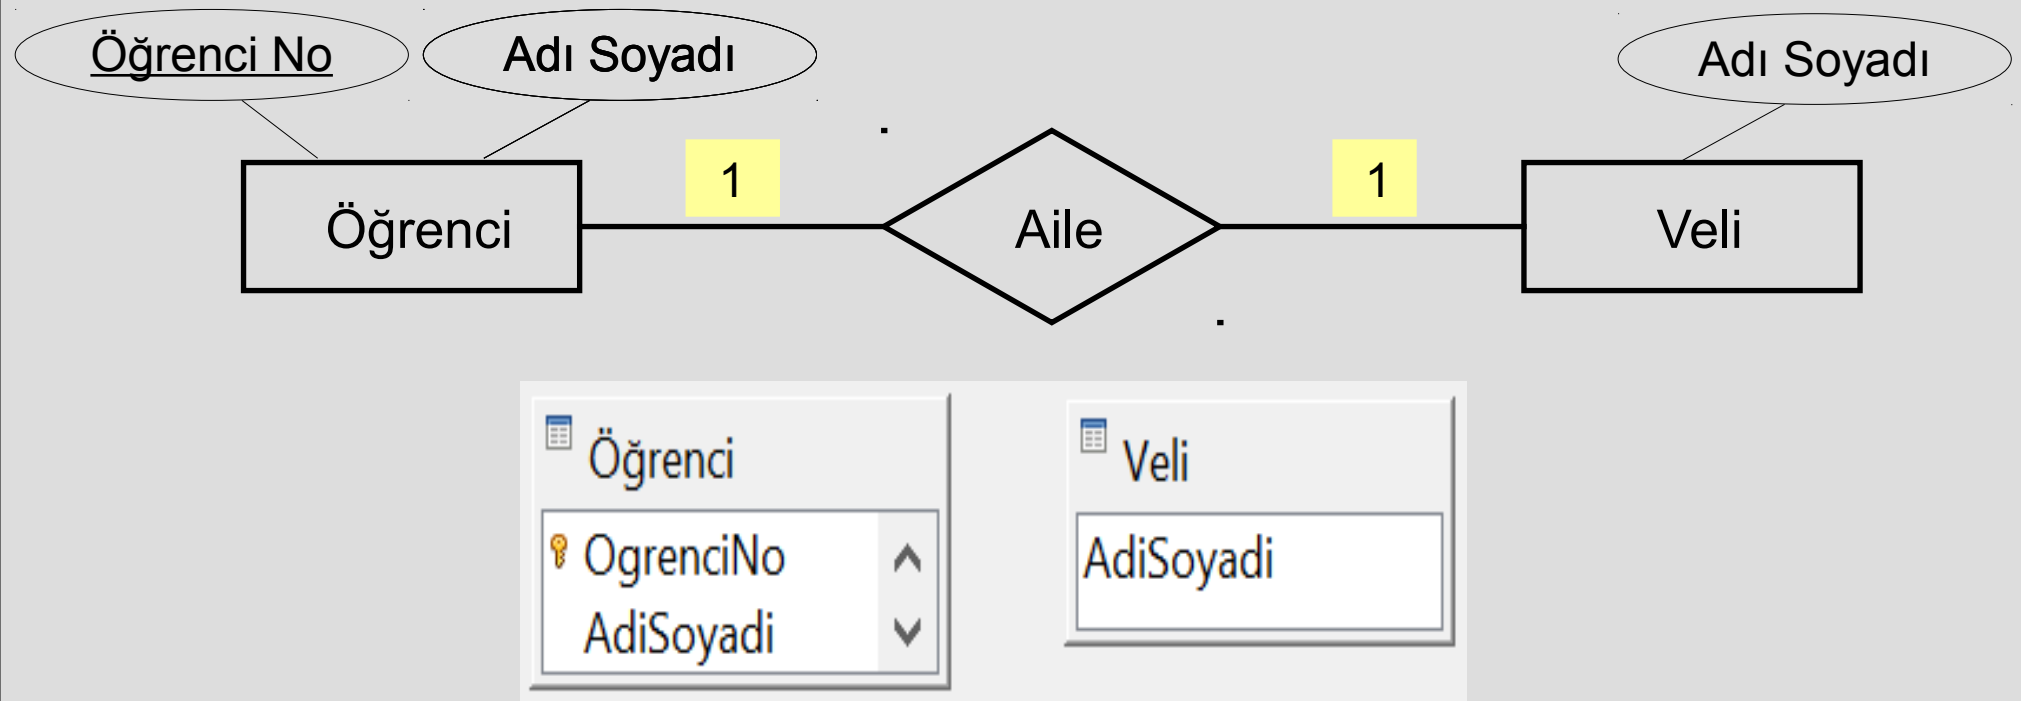 Öğrenci No
Adı Soyadı
Adı Soyadı
1
1
Öğrenci
Aile
Veli
Öğrenci
OgrenciNo
AdiSoyadi
Veli
AdiSoyadi